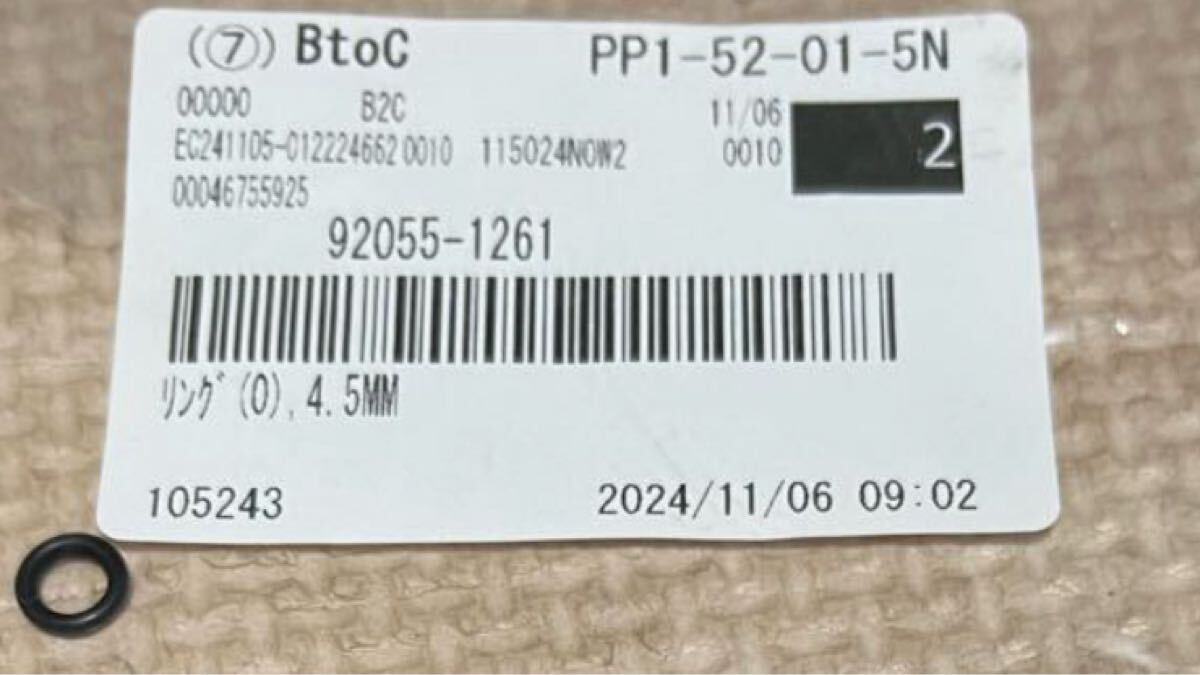 (⑦) BtoC PP1-52-01-5N
00000 B2C 11/06
EC241105-012224662 0010 115024NOW2 0010 2
00046755925
92055-1261
ﾘﾝｸﾞ(O), 4.5MM
105243 2024/11/06 09:02